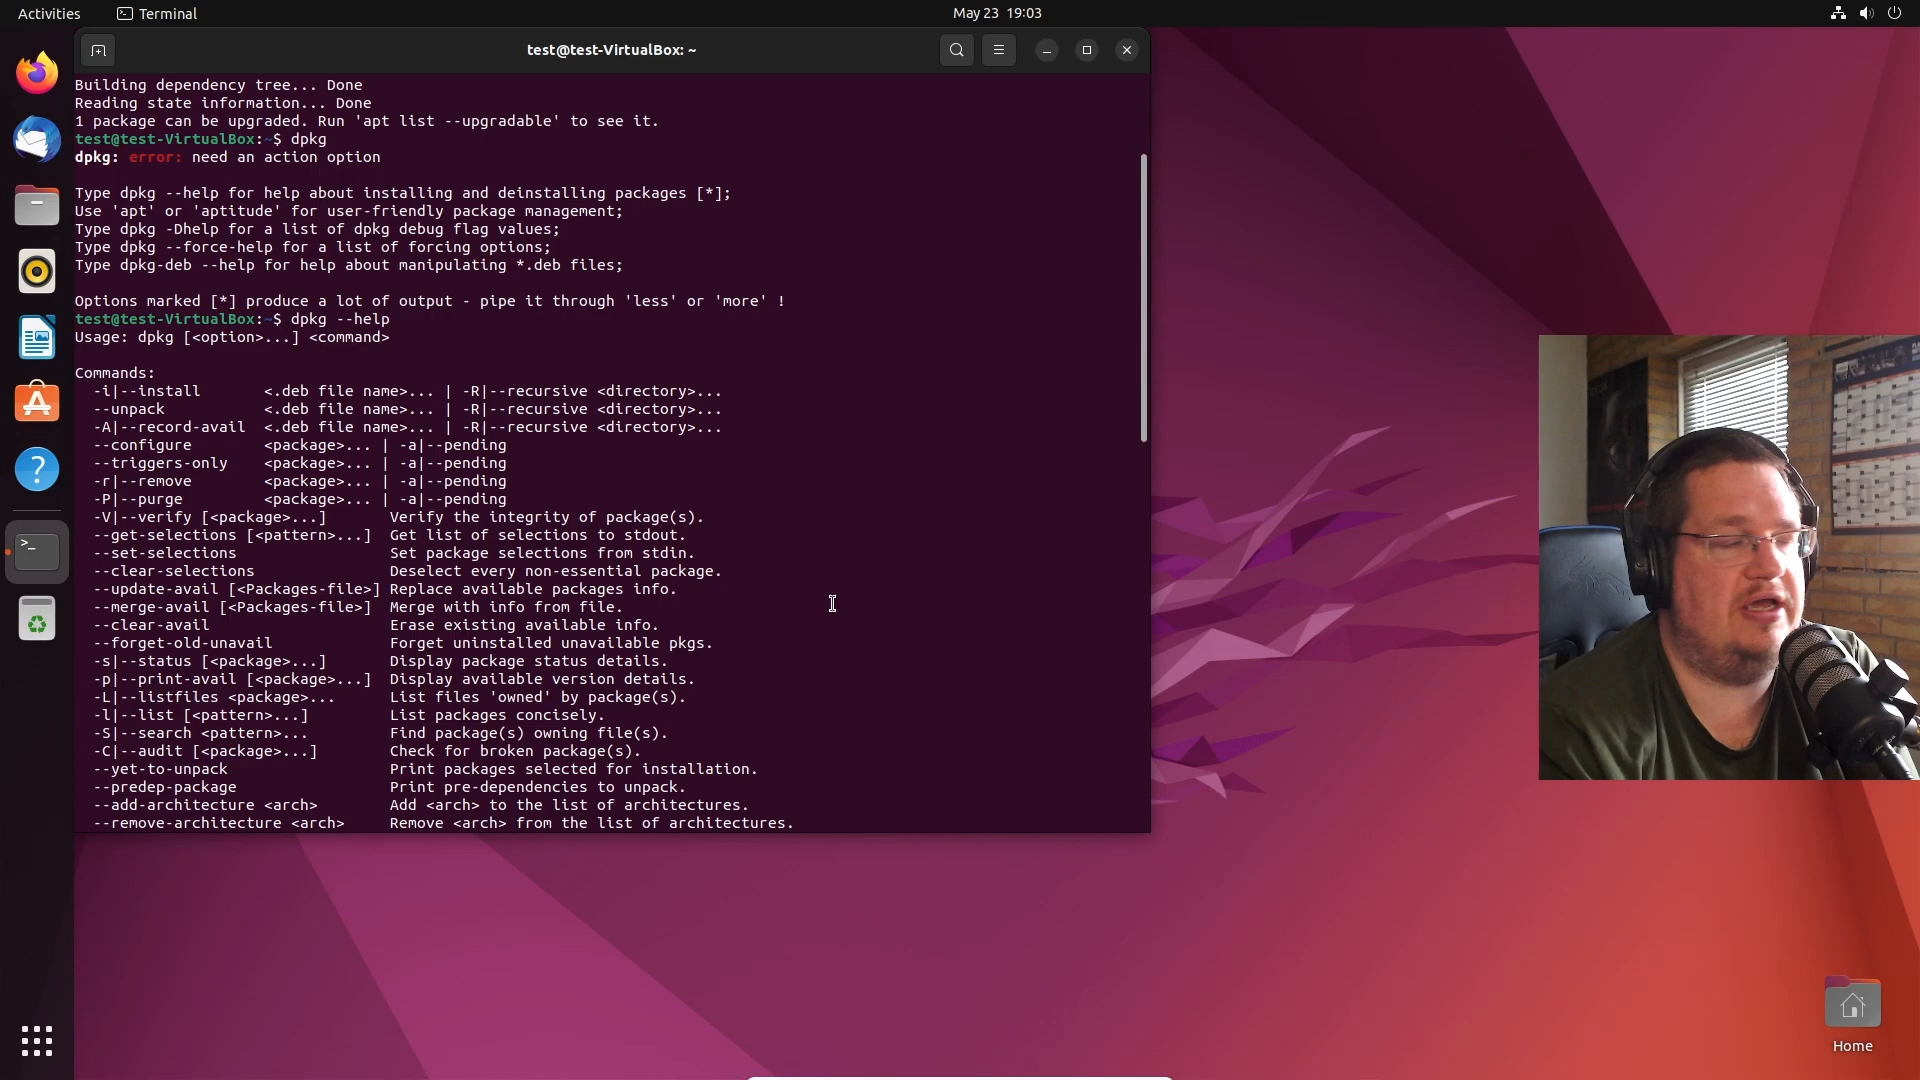 Activities
Terminal
May 23 19:03
test@test-VirtualBox: ~
Building dependency tree... Done
Reading state information... Done
1 package can be upgraded. Run 'apt list --upgradable' to see it.
test@test-VirtualBox:~$ dpkg
dpkg: error: need an action option
Type dpkg --help for help about installing and deinstalling packages [*];
Use 'apt' or 'aptitude' for user-friendly package management;
Type dpkg -Dhelp for a list of dpkg debug flag values;
Type dpkg --force-help for a list of forcing options;
Type dpkg-deb --help for help about manipulating *.deb files;
Options marked [*] produce a lot of output - pipe it through 'less' or 'more' !
test@test-VirtualBox:~$ dpkg --help
Usage: dpkg [<option>...] <command>
Commands:
-i|--install <.deb file name>... | -R|--recursive <directory>...
--unpack <.deb file name>... | -R|--recursive <directory>...
-A|--record-avail <.deb file name>... | -R|--recursive <directory>...
--configure <package>... | -a|--pending
--triggers-only <package>... | -a|--pending
-r|--remove <package>... | -a|--pending
-P|--purge <package>... | -a|--pending
-V|--verify [<package>...] Verify the integrity of package(s).
--get-selections [<pattern>...] Get list of selections to stdout.
--set-selections Set package selections from stdin.
--clear-selections Deselect every non-essential package.
--update-avail [<Packages-file>] Replace available packages info.
--merge-avail [<Packages-file>] Merge with info from file.
--clear-avail Erase existing available info.
--forget-old-unavail Forget uninstalled unavailable pkgs.
-s|--status [<package>...] Display package status details.
-p|--print-avail [<package>...] Display available version details.
-L|--listfiles <package>... List files 'owned' by package(s).
-l|--list [<pattern>...] List packages concisely.
-S|--search <pattern>... Find package(s) owning file(s).
-C|--audit [<package>...] Check for broken package(s).
--yet-to-unpack Print packages selected for installation.
--predep-package Print pre-dependencies to unpack.
--add-architecture <arch> Add <arch> to the list of architectures.
--remove-architecture <arch> Remove <arch> from the list of architectures.
Home